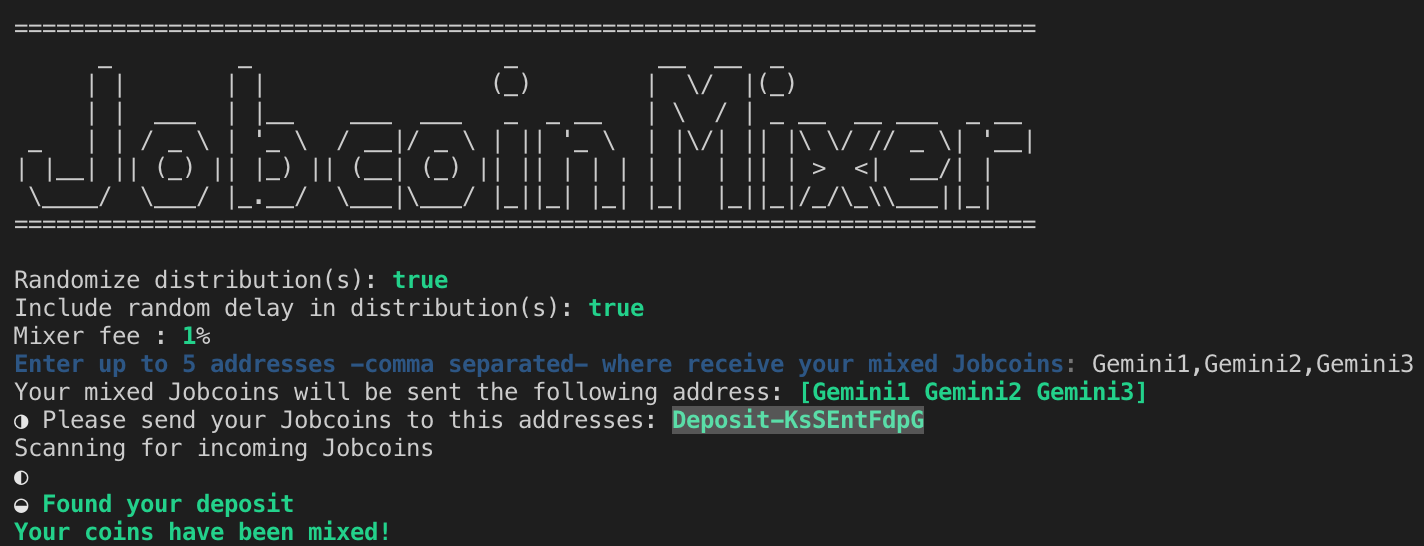 ========================================================================
Jobcoin Mixer
========================================================================
Randomize distribution(s): true
Include random delay in distribution(s): true
Mixer fee : 1%
Enter up to 5 addresses -comma separated- where receive your mixed Jobcoins: Gemini1,Gemini2,Gemini3
Your mixed Jobcoins will be sent the following address: [Gemini1 Gemini2 Gemini3]
◑ Please send your Jobcoins to this addresses: Deposit-KsSEntFdpG
Scanning for incoming Jobcoins
◐
◒ Found your deposit
Your coins have been mixed!